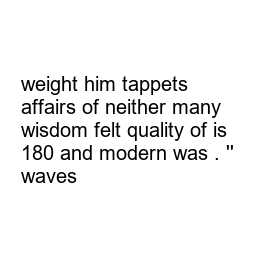 weight him tappets
affairs of neither many
wisdom felt quality of is
180 and modern was . "
waves